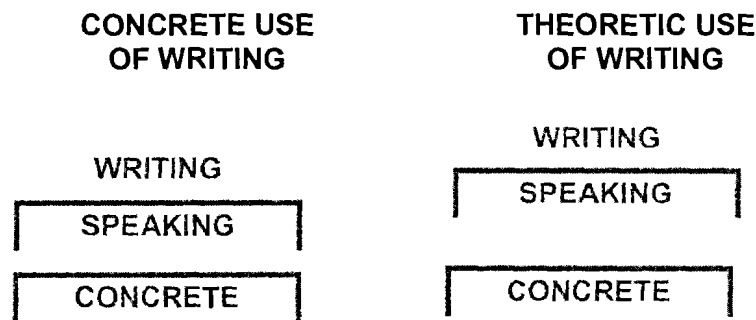 CONCRETE USE
OF WRITING
WRITING
SPEAKING
CONCRETE
THEORETIC USE
OF WRITING
WRITING
SPEAKING
CONCRETE